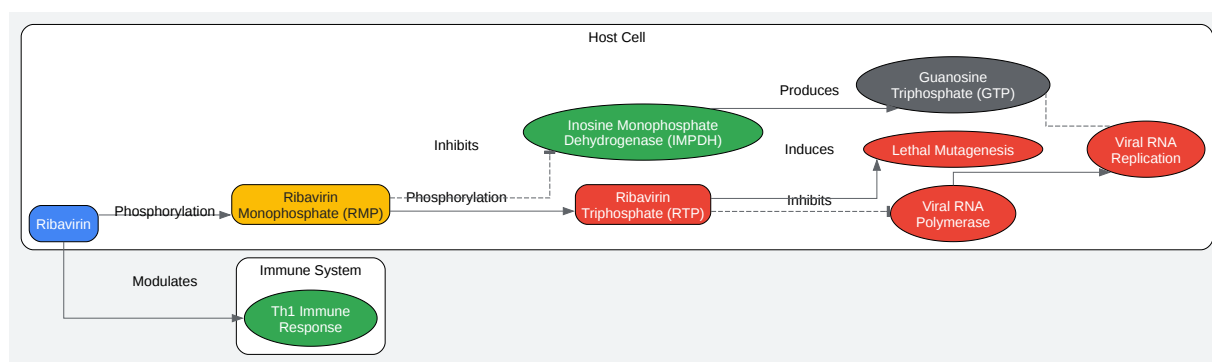 Host Cell
Guanosine
Triphosphate (GTP)
Produces
Inosine Monophosphate
Dehydrogenase (IMPDH)
Inhibits
Induces
Lethal Mutagenesis
Viral RNA
Replication
Ribavirin
Phosphorylation
Ribavirin
Monophosphate (RMP)
Phosphorylation
Ribavirin
Triphosphate (RTP)
Inhibits
Viral RNA
Polymerase
Modulates
Immune System
Th1 Immune
Response